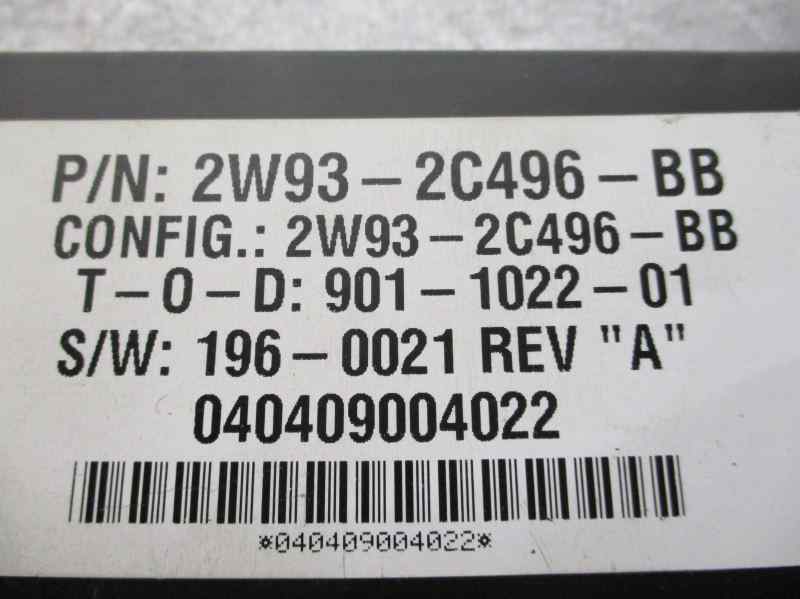 P/N: 2W93-2C496-BB
CONFIG.: 2W93-2C496-BB
T-O-D: 901-1022-01
S/W: 196-0021 REV "A"
040409004022
*040409004022*